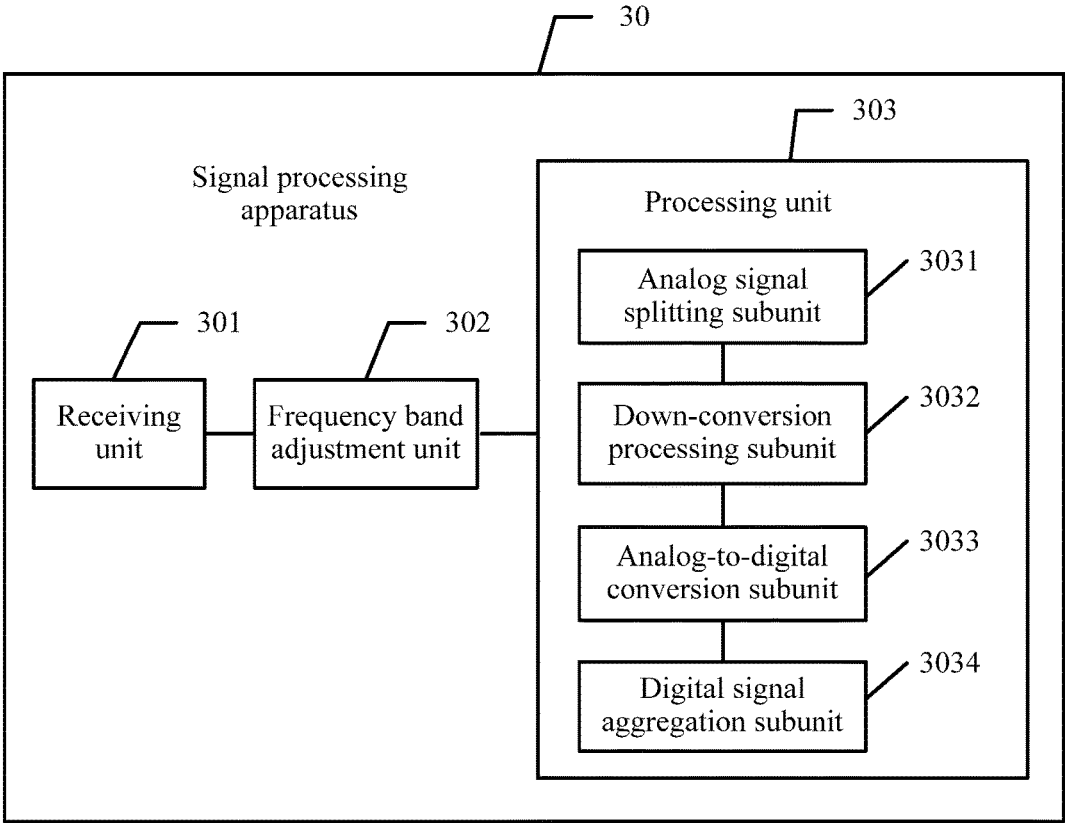 30
303
Signal processing
apparatus
Processing unit
Analog signal
splitting subunit
3031
301
302
Receiving
unit
Frequency band
adjustment unit
Down-conversion
processing subunit
3032
Analog-to-digital
conversion subunit
3033
Digital signal
aggregation subunit
3034